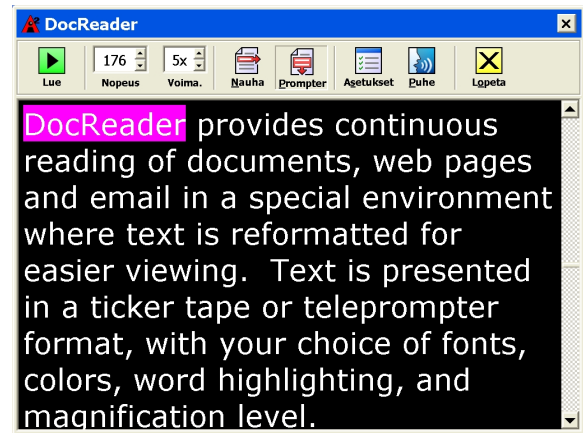 DocReader
176 5x
Lue Nopeus Voima. Nauha Prompter Asetukset Puhe Lopeta
DocReader provides continuous
reading of documents, web pages
and email in a special environment
where text is reformatted for
easier viewing.  Text is presented
in a ticker tape or teleprompter
format, with your choice of fonts,
colors, word highlighting, and
magnification level.